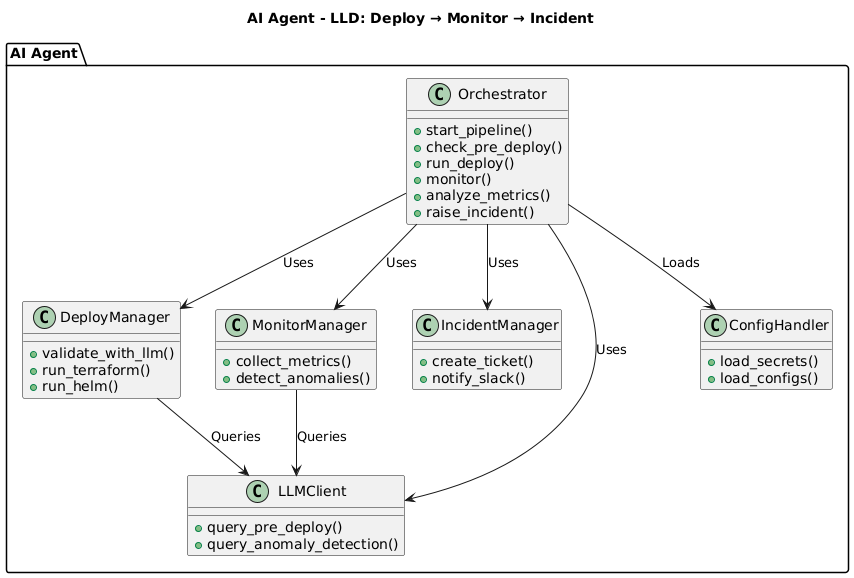 AI Agent - LLD: Deploy → Monitor → Incident
AI Agent
C Orchestrator
start_pipeline()
check_pre_deploy()
run_deploy()
monitor()
analyze_metrics()
raise_incident()
Uses
Uses
Uses
Loads
Uses
C DeployManager
validate_with_llm()
run_terraform()
run_helm()
C MonitorManager
collect_metrics()
detect_anomalies()
C IncidentManager
create_ticket()
notify_slack()
C ConfigHandler
load_secrets()
load_configs()
Queries
Queries
C LLMClient
query_pre_deploy()
query_anomaly_detection()